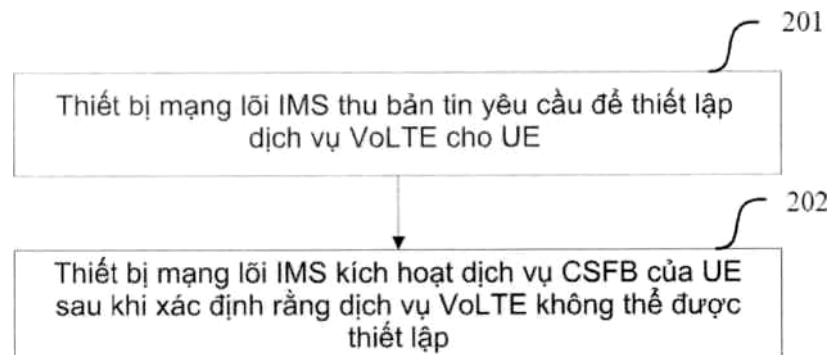 201
Thiết bị mạng lõi IMS thu bản tin yêu cầu để thiết lập
dịch vụ VoLTE cho UE
202
Thiết bị mạng lõi IMS kích hoạt dịch vụ CSFB của UE
sau khi xác định rằng dịch vụ VoLTE không thể được
thiết lập